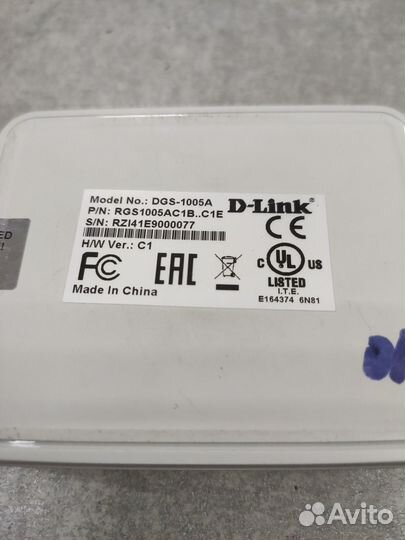 Model No.: DGS-1005A
D-Link
P/N: RGS1005AC1B..C1E
S/N: RZI41E9000077
H/W Ver.: C1
CE
FC
EAC
C UL US
LISTED
I.T.E.
E164374 6N81
Made In China
Avito